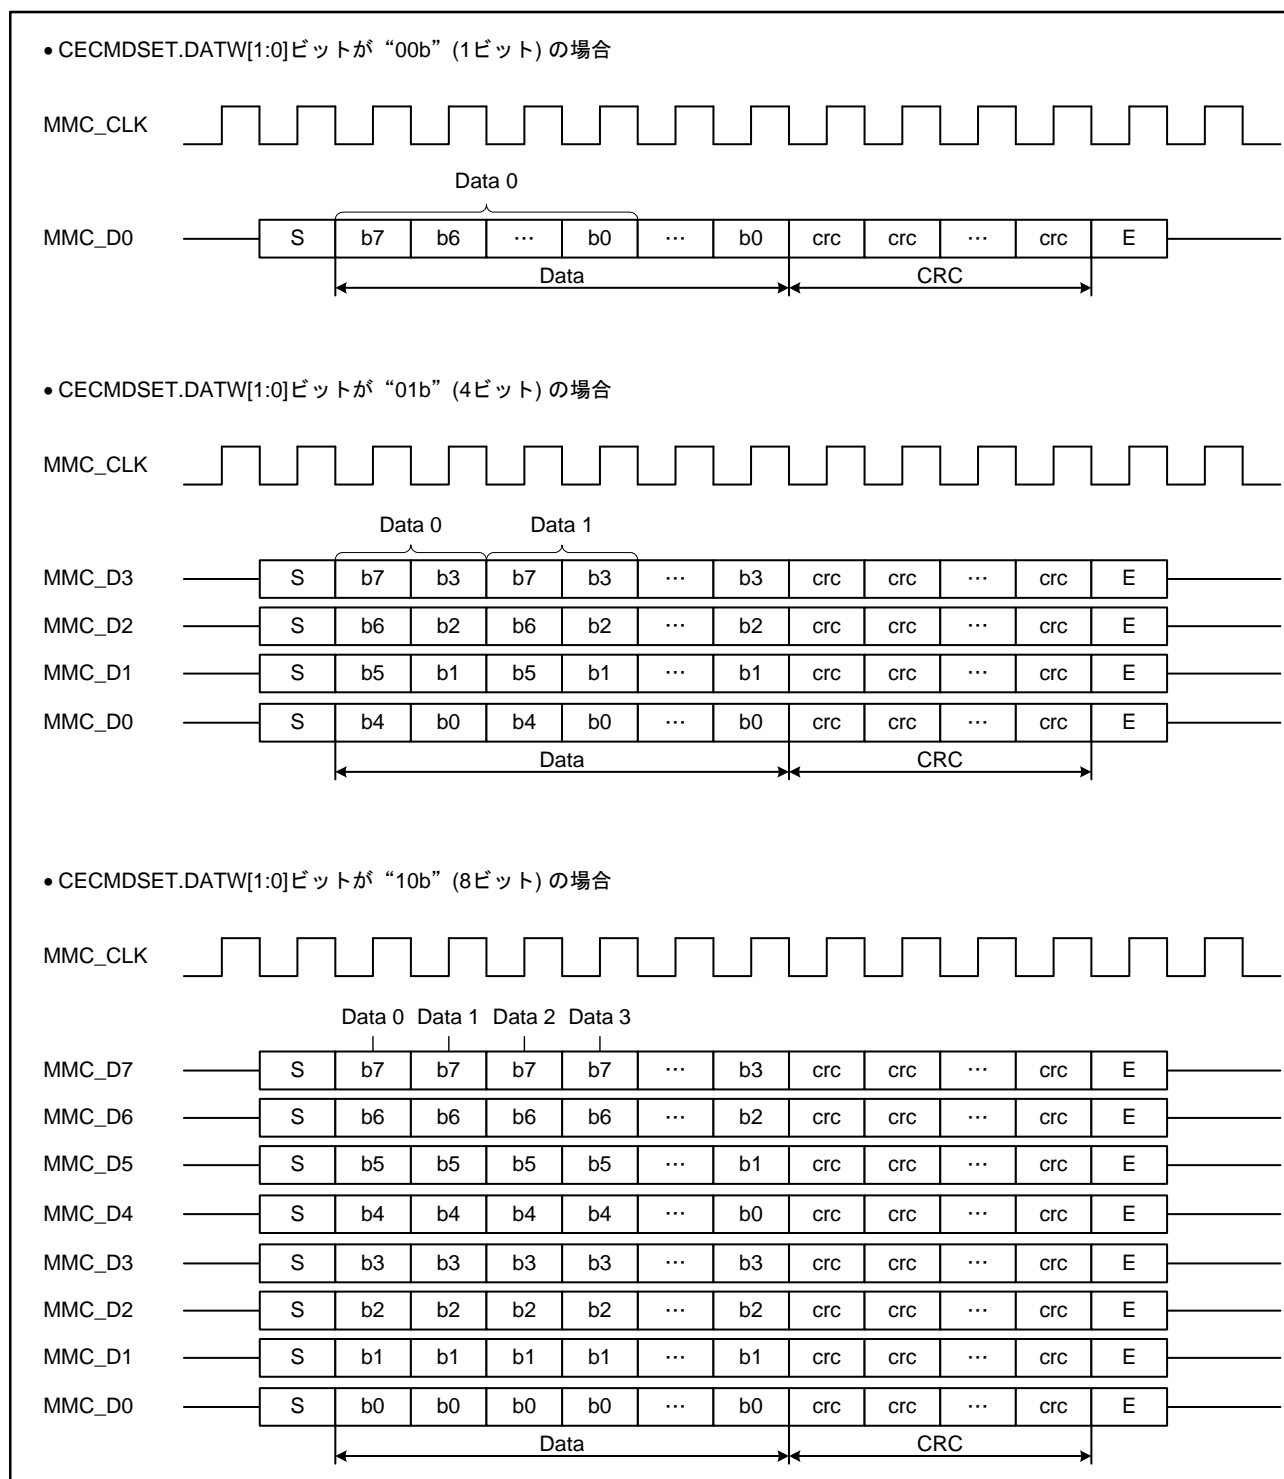 • CECMDSET.DATW[1:0]ビットが“00b”(1ビット) の場合
MMC_CLK
Data 0
MMC_D0 S b7 b6 … b0 … b0 crc crc … crc E
Data CRC
• CECMDSET.DATW[1:0]ビットが“01b”(4ビット) の場合
MMC_CLK
Data 0 Data 1
MMC_D3 S b7 b3 b7 b3 … b3 crc crc … crc E
MMC_D2 S b6 b2 b6 b2 … b2 crc crc … crc E
MMC_D1 S b5 b1 b5 b1 … b1 crc crc … crc E
MMC_D0 S b4 b0 b4 b0 … b0 crc crc … crc E
Data CRC
• CECMDSET.DATW[1:0]ビットが“10b”(8ビット) の場合
MMC_CLK
Data 0 Data 1 Data 2 Data 3
MMC_D7 S b7 b7 b7 b7 … b3 crc crc … crc E
MMC_D6 S b6 b6 b6 b6 … b2 crc crc … crc E
MMC_D5 S b5 b5 b5 b5 … b1 crc crc … crc E
MMC_D4 S b4 b4 b4 b4 … b0 crc crc … crc E
MMC_D3 S b3 b3 b3 b3 … b3 crc crc … crc E
MMC_D2 S b2 b2 b2 b2 … b2 crc crc … crc E
MMC_D1 S b1 b1 b1 b1 … b1 crc crc … crc E
MMC_D0 S b0 b0 b0 b0 … b0 crc crc … crc E
Data CRC